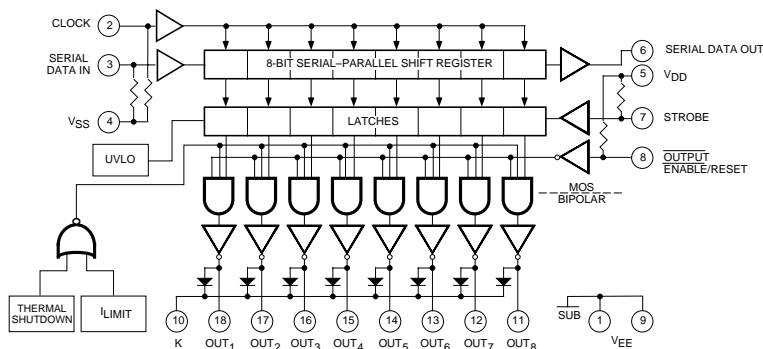 CLOCK 2
SERIAL DATA IN 3
8-BIT SERIAL–PARALLEL SHIFT REGISTER
6 SERIAL DATA OUT
5 VDD
VSS 4
LATCHES
7 STROBE
UVLO
8 OUTPUT ENABLE/RESET
MOS
BIPOLAR
THERMAL SHUTDOWN
ILIMIT
SUB
10 18 17 16 15 14 13 12 11 1 9
K OUT1 OUT2 OUT3 OUT4 OUT5 OUT6 OUT7 OUT8 VEE